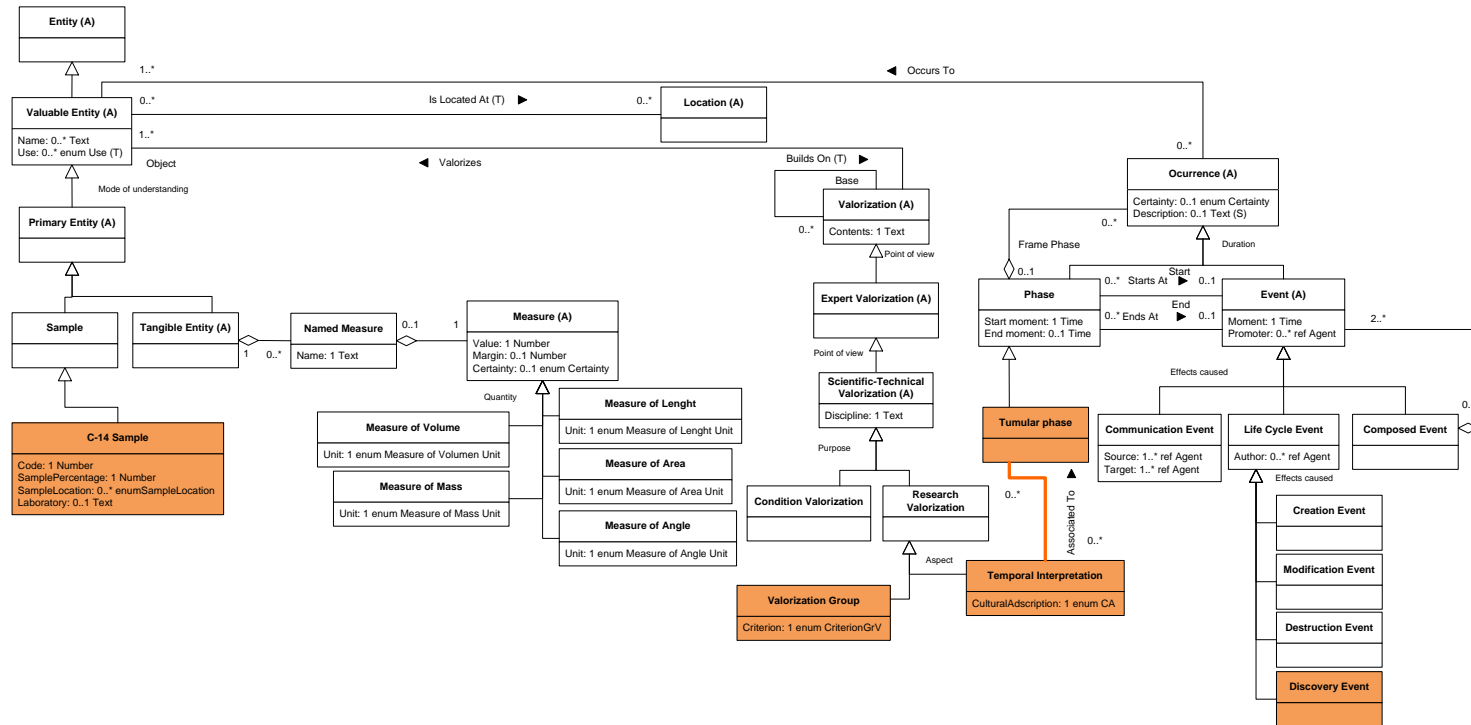 Entity (A)
1..*
◄ Occurs To
Valuable Entity (A)
Name: 0..* Text
Use: 0..* enum Use (T)
0..*
Is Located At (T) ►
0..*
Location (A)
1..*
Object
◄ Valorizes
Builds On (T) ►
Base
0..*
Ocurrence (A)
Certainty: 0..1 enum Certainty
Description: 0..1 Text (S)
Mode of understanding
Primary Entity (A)
Valorization (A)
Contents: 1 Text
0..*
0..*
Frame Phase
0..1
Duration
Point of view
Expert Valorization (A)
Phase
Start moment: 1 Time
End moment: 0..1 Time
Start
0..* Starts At ► 0..1
End
0..* Ends At ► 0..1
Event (A)
Moment: 1 Time
Promoter: 0..* ref Agent
2..*
Sample
Tangible Entity (A)
1
0..*
Named Measure
Name: 1 Text
0..1
1
Measure (A)
Value: 1 Number
Margin: 0..1 Number
Certainty: 0..1 enum Certainty
Point of view
Effects caused
Scientific-Technical
Valorization (A)
Discipline: 1 Text
Quantity
Measure of Lenght
Unit: 1 enum Measure of Lenght Unit
Measure of Volume
Unit: 1 enum Measure of Volumen Unit
Measure of Area
Unit: 1 enum Measure of Area Unit
Measure of Mass
Unit: 1 enum Measure of Mass Unit
Measure of Angle
Unit: 1 enum Measure of Angle Unit
C-14 Sample
Code: 1 Number
SamplePercentage: 1 Number
SampleLocation: 0..* enumSampleLocation
Laboratory: 0..1 Text
Purpose
Tumular phase
Communication Event
Source: 1..* ref Agent
Target: 1..* ref Agent
Life Cycle Event
Author: 0..* ref Agent
Composed Event
0..
Condition Valorization
Research
Valorization
0..*
Associated To ►
0..*
Effects caused
Aspect
Temporal Interpretation
CulturalAdscription: 1 enum CA
Valorization Group
Criterion: 1 enum CriterionGrV
Creation Event
Modification Event
Destruction Event
Discovery Event